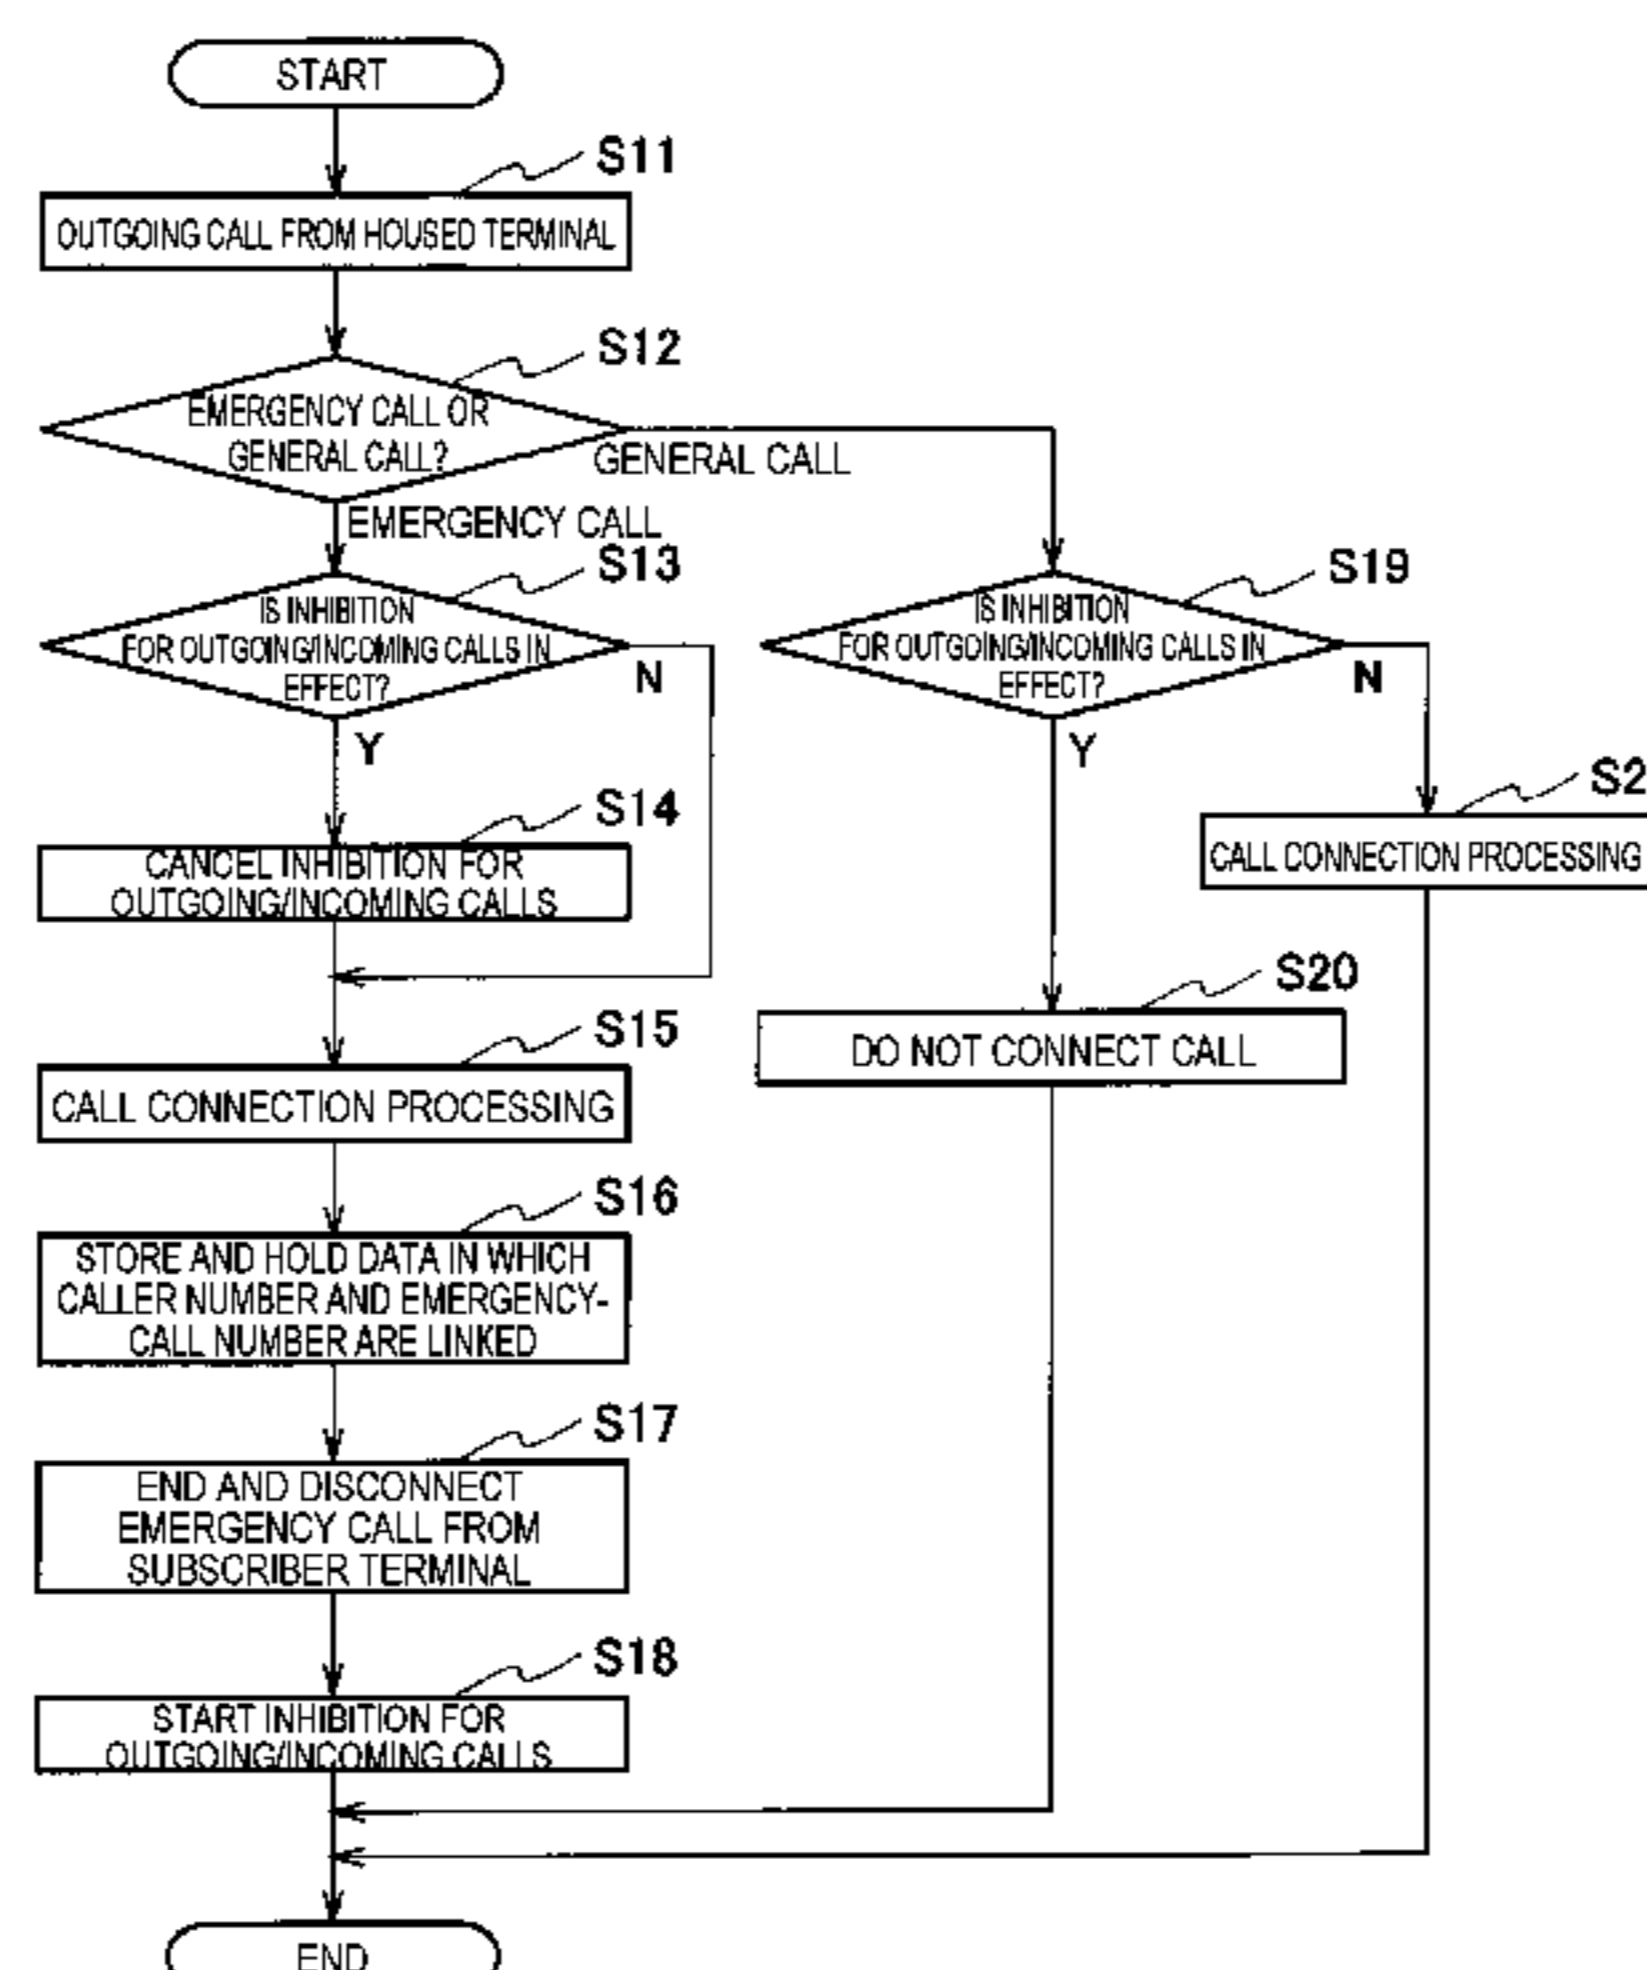 START
S11
OUTGOING CALL FROM HOUSED TERMINAL
S12
EMERGENCY CALL OR
GENERAL CALL?
GENERAL CALL
EMERGENCY CALL
S13
IS INHIBITION
FOR OUTGOING/INCOMING CALLS IN
EFFECT?
N
Y
S19
IS INHIBITION
FOR OUTGOING/INCOMING CALLS IN
EFFECT?
N
Y
S14
CANCEL INHIBITION FOR
OUTGOING/INCOMING CALLS
S2
CALL CONNECTION PROCESSING
S20
DO NOT CONNECT CALL
S15
CALL CONNECTION PROCESSING
S16
STORE AND HOLD DATA IN WHICH
CALLER NUMBER AND EMERGENCY-
CALL NUMBER ARE LINKED
S17
END AND DISCONNECT
EMERGENCY CALL FROM
SUBSCRIBER TERMINAL
S18
START INHIBITION FOR
OUTGOING/INCOMING CALLS
END